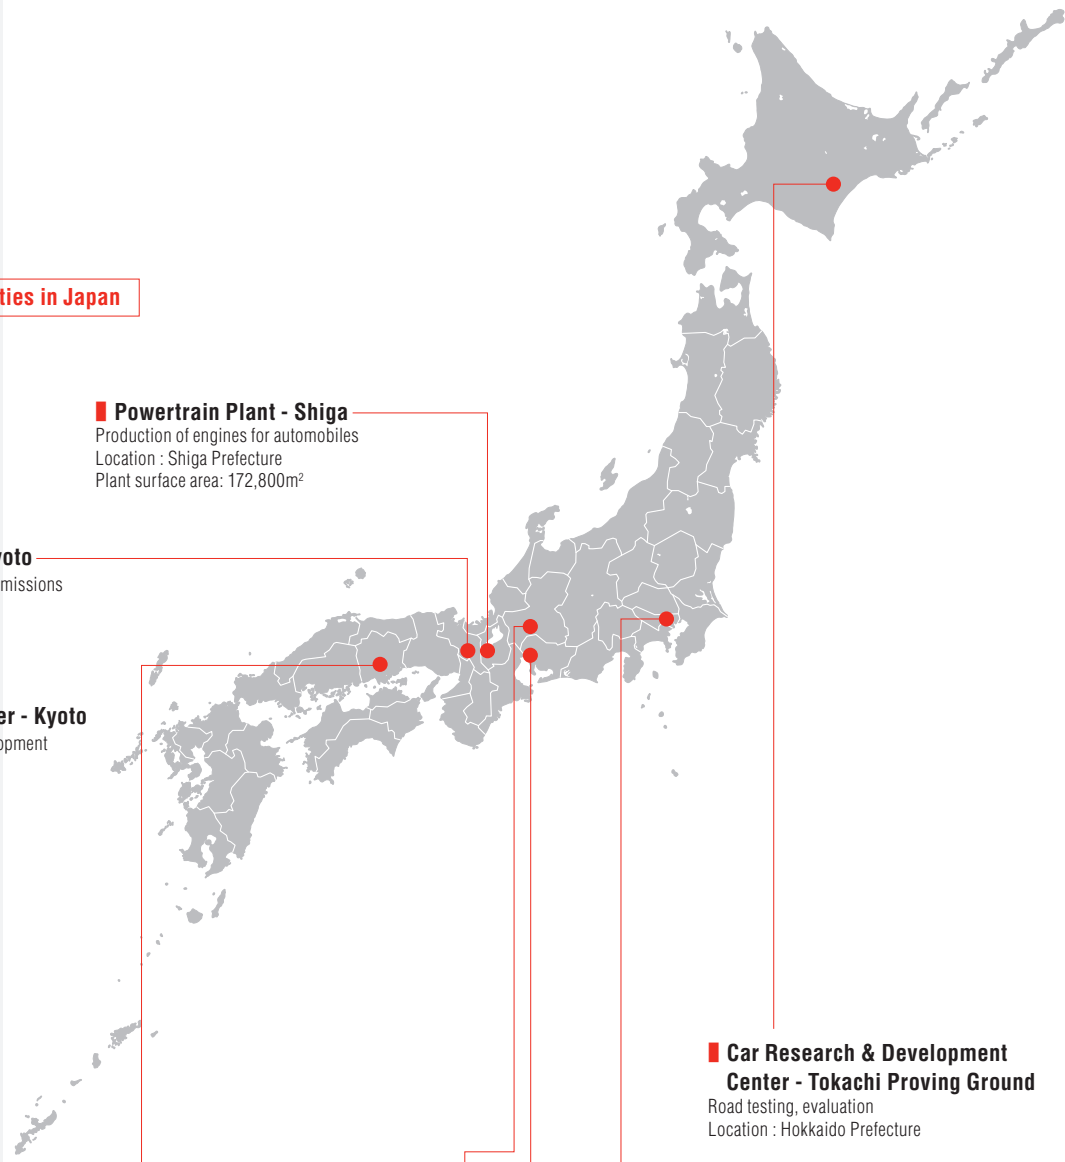 ties in Japan
Powertrain Plant - Shiga
Production of engines for automobiles
Location : Shiga Prefecture
Plant surface area: 172,800m²
yoto
missions
er - Kyoto
opment
Car Research & Development
Center - Tokachi Proving Ground
Road testing, evaluation
Location : Hokkaido Prefecture